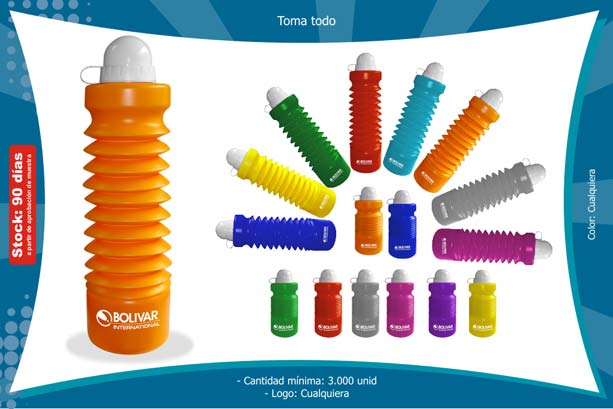 Toma todo
Stock: 90 días
a partir de aprobación de muestra
BOLIVAR
INTERNATIONAL
Color: Cualquiera
- Cantidad mínima: 3.000 unid
- Logo: Cualquiera